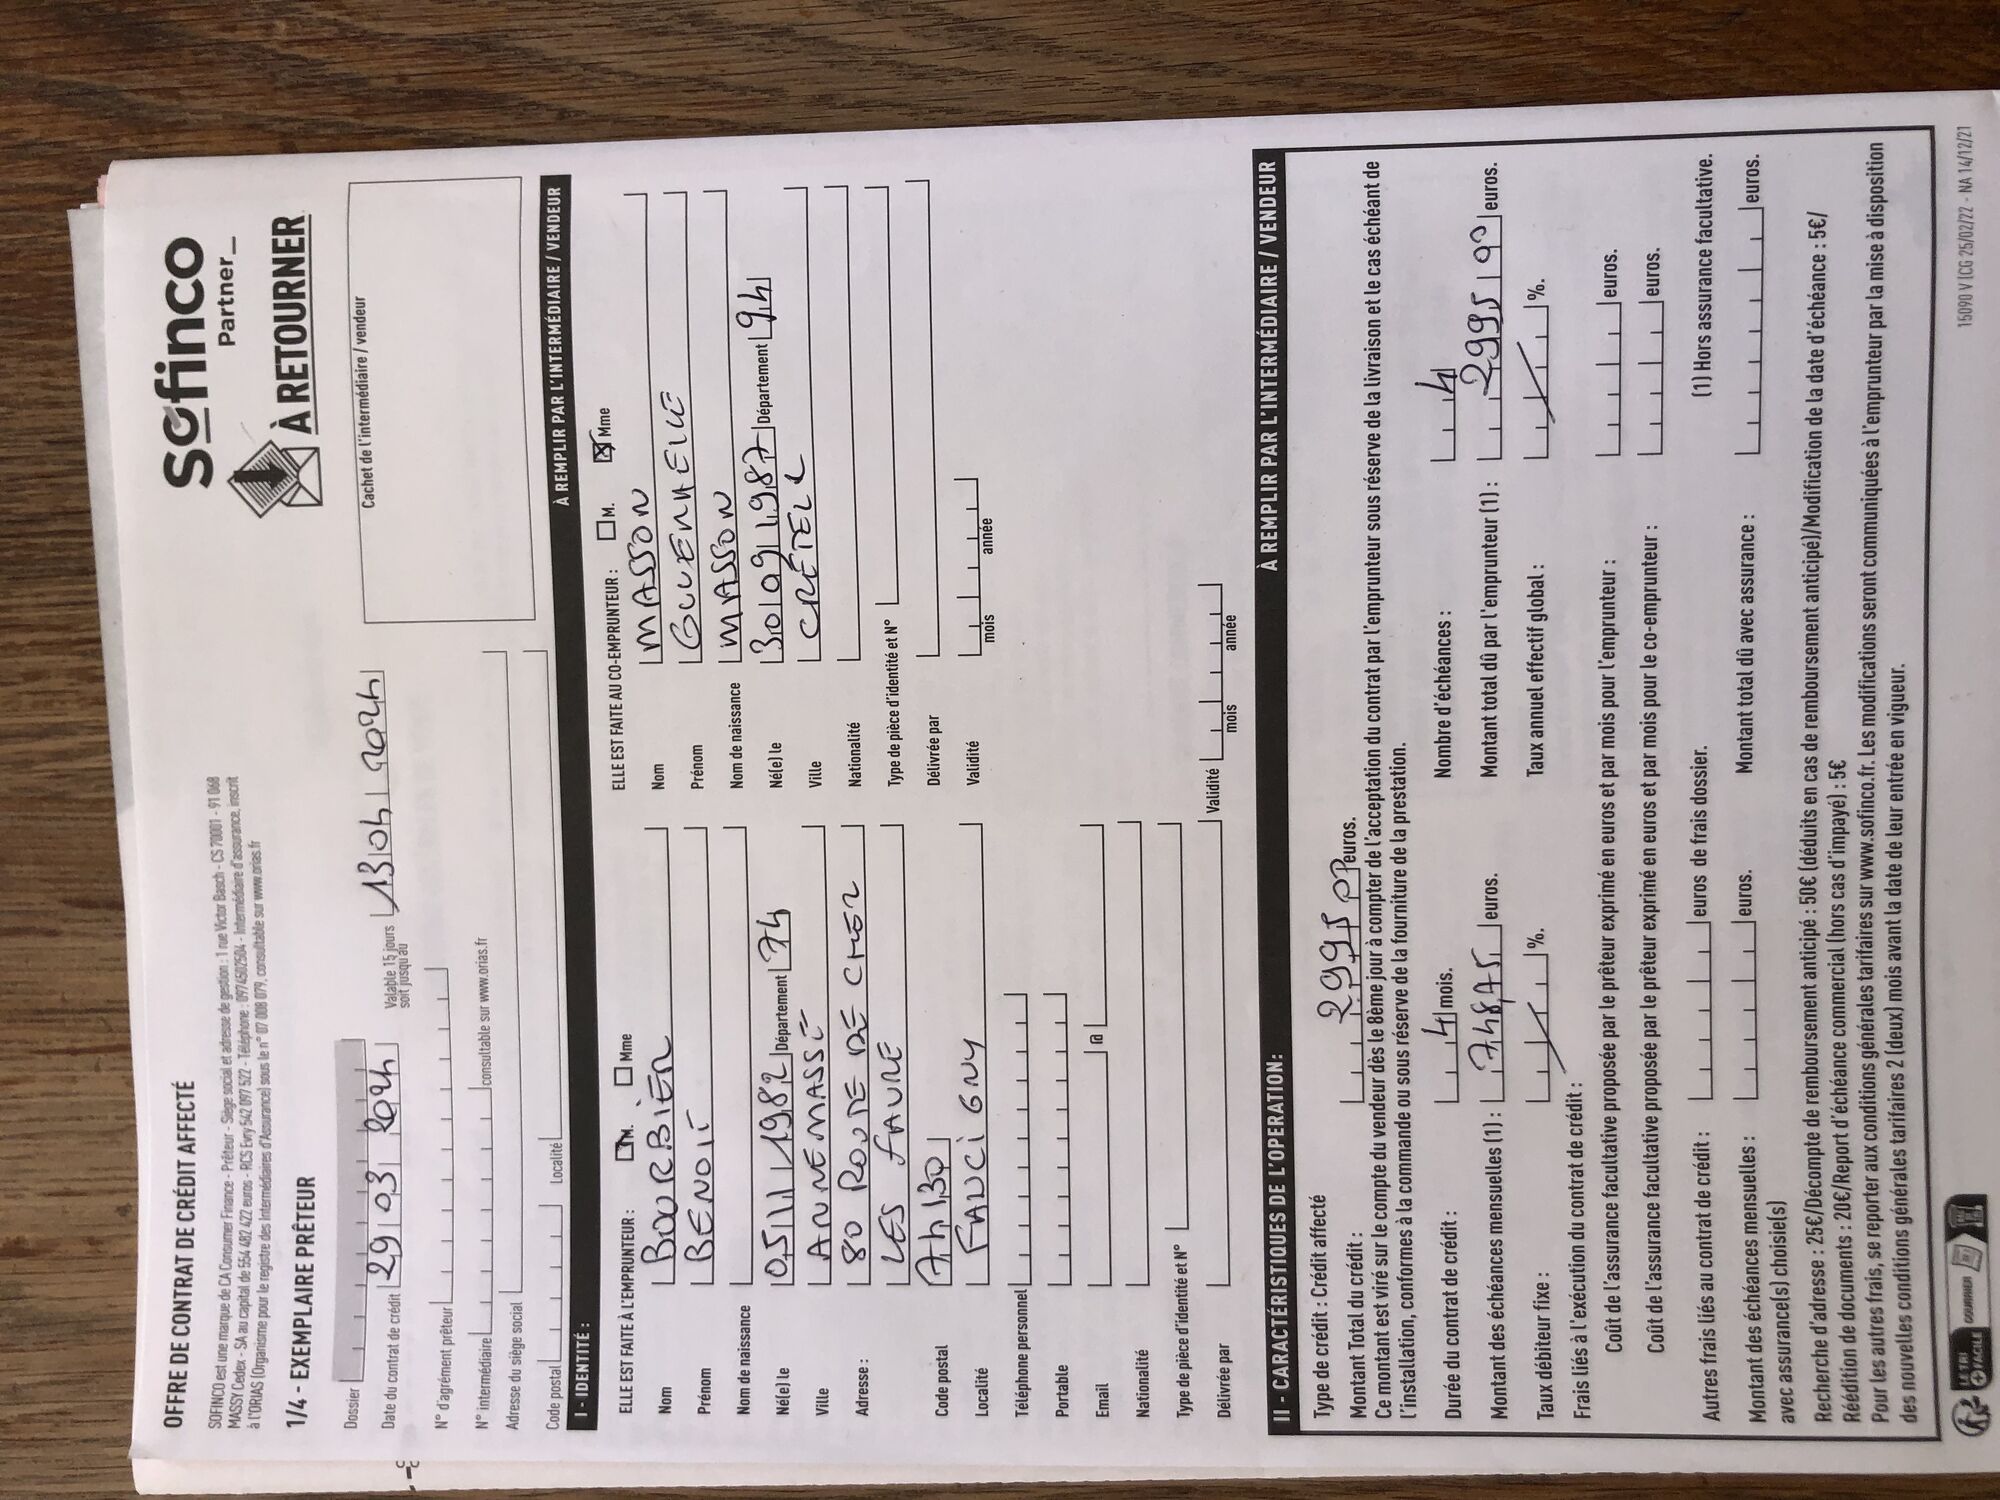 OFFRE DE CONTRAT DE CRÉDIT AFFECTÉ
SOFINCO est une marque de CA Consumer Finance - Prêteur - Siège social et adresse de gestion : 1 rue Victor Basch - CS 70001 - 91 068
MASSY Cedex - SA au capital de 554 482 422 euros - RCS Evry 542 097 522 - Téléphone : 0974502504 - Intermédiaire d'assurance, inscrit
à l'ORIAS (Organisme pour le registre des Intermédiaires d'Assurance) sous le n° 07 008 079, consultable sur www.orias.fr
sofinco
Partner_
À RETOURNER
1/4 - EXEMPLAIRE PRÊTEUR
Dossier
Date du contrat de crédit 29 03 2024 Valable 15 jours soit jusqu'au 13 04 2024
Cachet de l'intermédiaire / vendeur
N° d'agrément prêteur
N° intermédiaire consultable sur www.orias.fr
Adresse du siège social
Code postal Localité
I - IDENTITÉ : À REMPLIR PAR L'INTERMÉDIAIRE / VENDEUR
ELLE EST FAITE À L'EMPRUNTEUR : M. Mme
Nom BOURBIEN
Prénom BENOIT
Nom de naissance
Né(e) le 05 11 1982 Département 74
Ville ANNEMASSE
Adresse : 80 ROUTE DE CHEZ
LES FAURE
Code postal 74130
Localité FAUCIGNY
Téléphone personnel
Portable
Email @
Nationalité
Type de pièce d'identité et N°
Délivrée par Validité mois année
ELLE EST FAITE AU CO-EMPRUNTEUR : M. Mme
Nom MASSON
Prénom
Nom de naissance MASSON
Né(e) le 30 09 1987 Département 94
Ville CRÉTEIL
Nationalité
Type de pièce d'identité et N°
Délivrée par
Validité mois année
II - CARACTÉRISTIQUES DE L'OPERATION: À REMPLIR PAR L'INTERMÉDIAIRE / VENDEUR
Type de crédit : Crédit affecté
Montant Total du crédit : 2995 euros.
Ce montant est viré sur le compte du vendeur dès le 8ème jour à compter de l'acceptation du contrat par l'emprunteur sous réserve de la livraison et le cas échéant de
l'installation, conformes à la commande ou sous réserve de la fourniture de la prestation.
Durée du contrat de crédit : 4 mois. Nombre d'échéances : 4
Montant des échéances mensuelles (1) : 748,75 euros. Montant total dû par l'emprunteur (1) : 2995 euros.
Taux débiteur fixe : %. Taux annuel effectif global : %.
Frais liés à l'exécution du contrat de crédit :
Coût de l'assurance facultative proposée par le prêteur exprimé en euros et par mois pour l'emprunteur : euros.
Coût de l'assurance facultative proposée par le prêteur exprimé en euros et par mois pour le co-emprunteur : euros.
Autres frais liés au contrat de crédit : euros de frais dossier. (1) Hors assurance facultative.
Montant des échéances mensuelles : euros. Montant total dû avec assurance : euros.
avec assurance(s) choisie(s)
Recherche d'adresse : 25€/Décompte de remboursement anticipé : 50€ (déduits en cas de remboursement anticipé)/Modification de la date d'échéance : 5€/
Réédition de documents : 20€/Report d'échéance commercial (hors cas d'impayé) : 5€
Pour les autres frais, se reporter aux conditions générales tarifaires sur www.sofinco.fr. Les modifications seront communiquées à l'emprunteur par la mise à disposition
des nouvelles conditions générales tarifaires 2 (deux) mois avant la date de leur entrée en vigueur.
LE TRI
+ FACILE
COURRIER
15090 V (CG 25/02/22 - NA 14/12/21